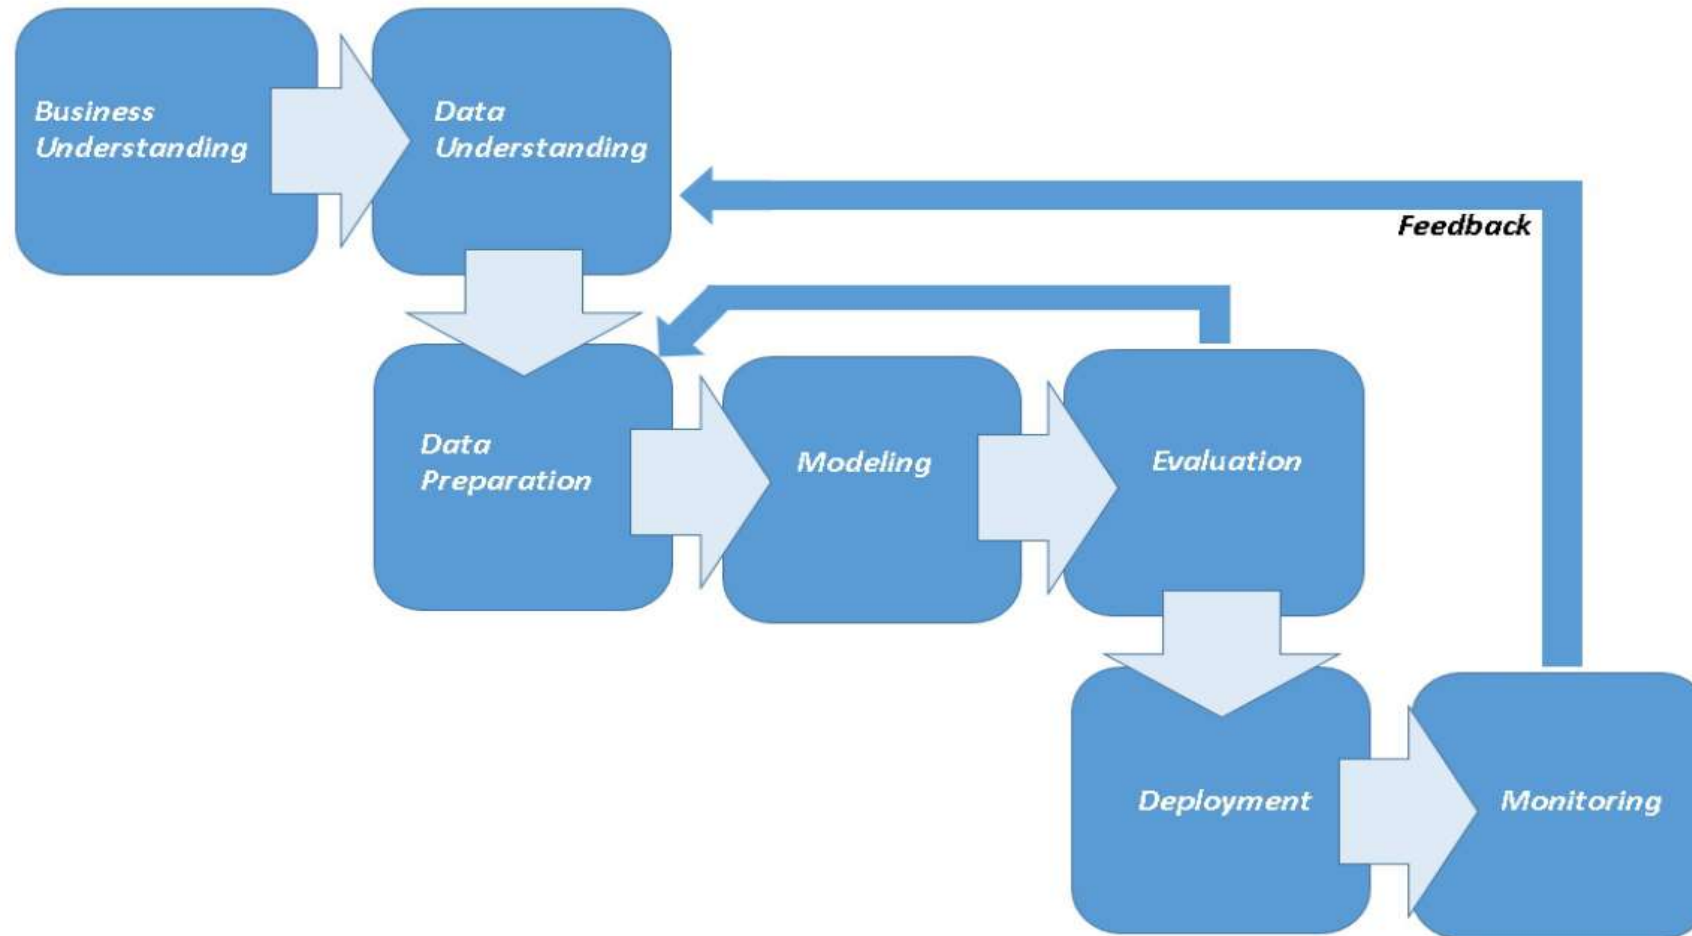 Business
Understanding
Data
Understanding
Feedback
Data
Preparation
Modeling
Evaluation
Deployment
Monitoring